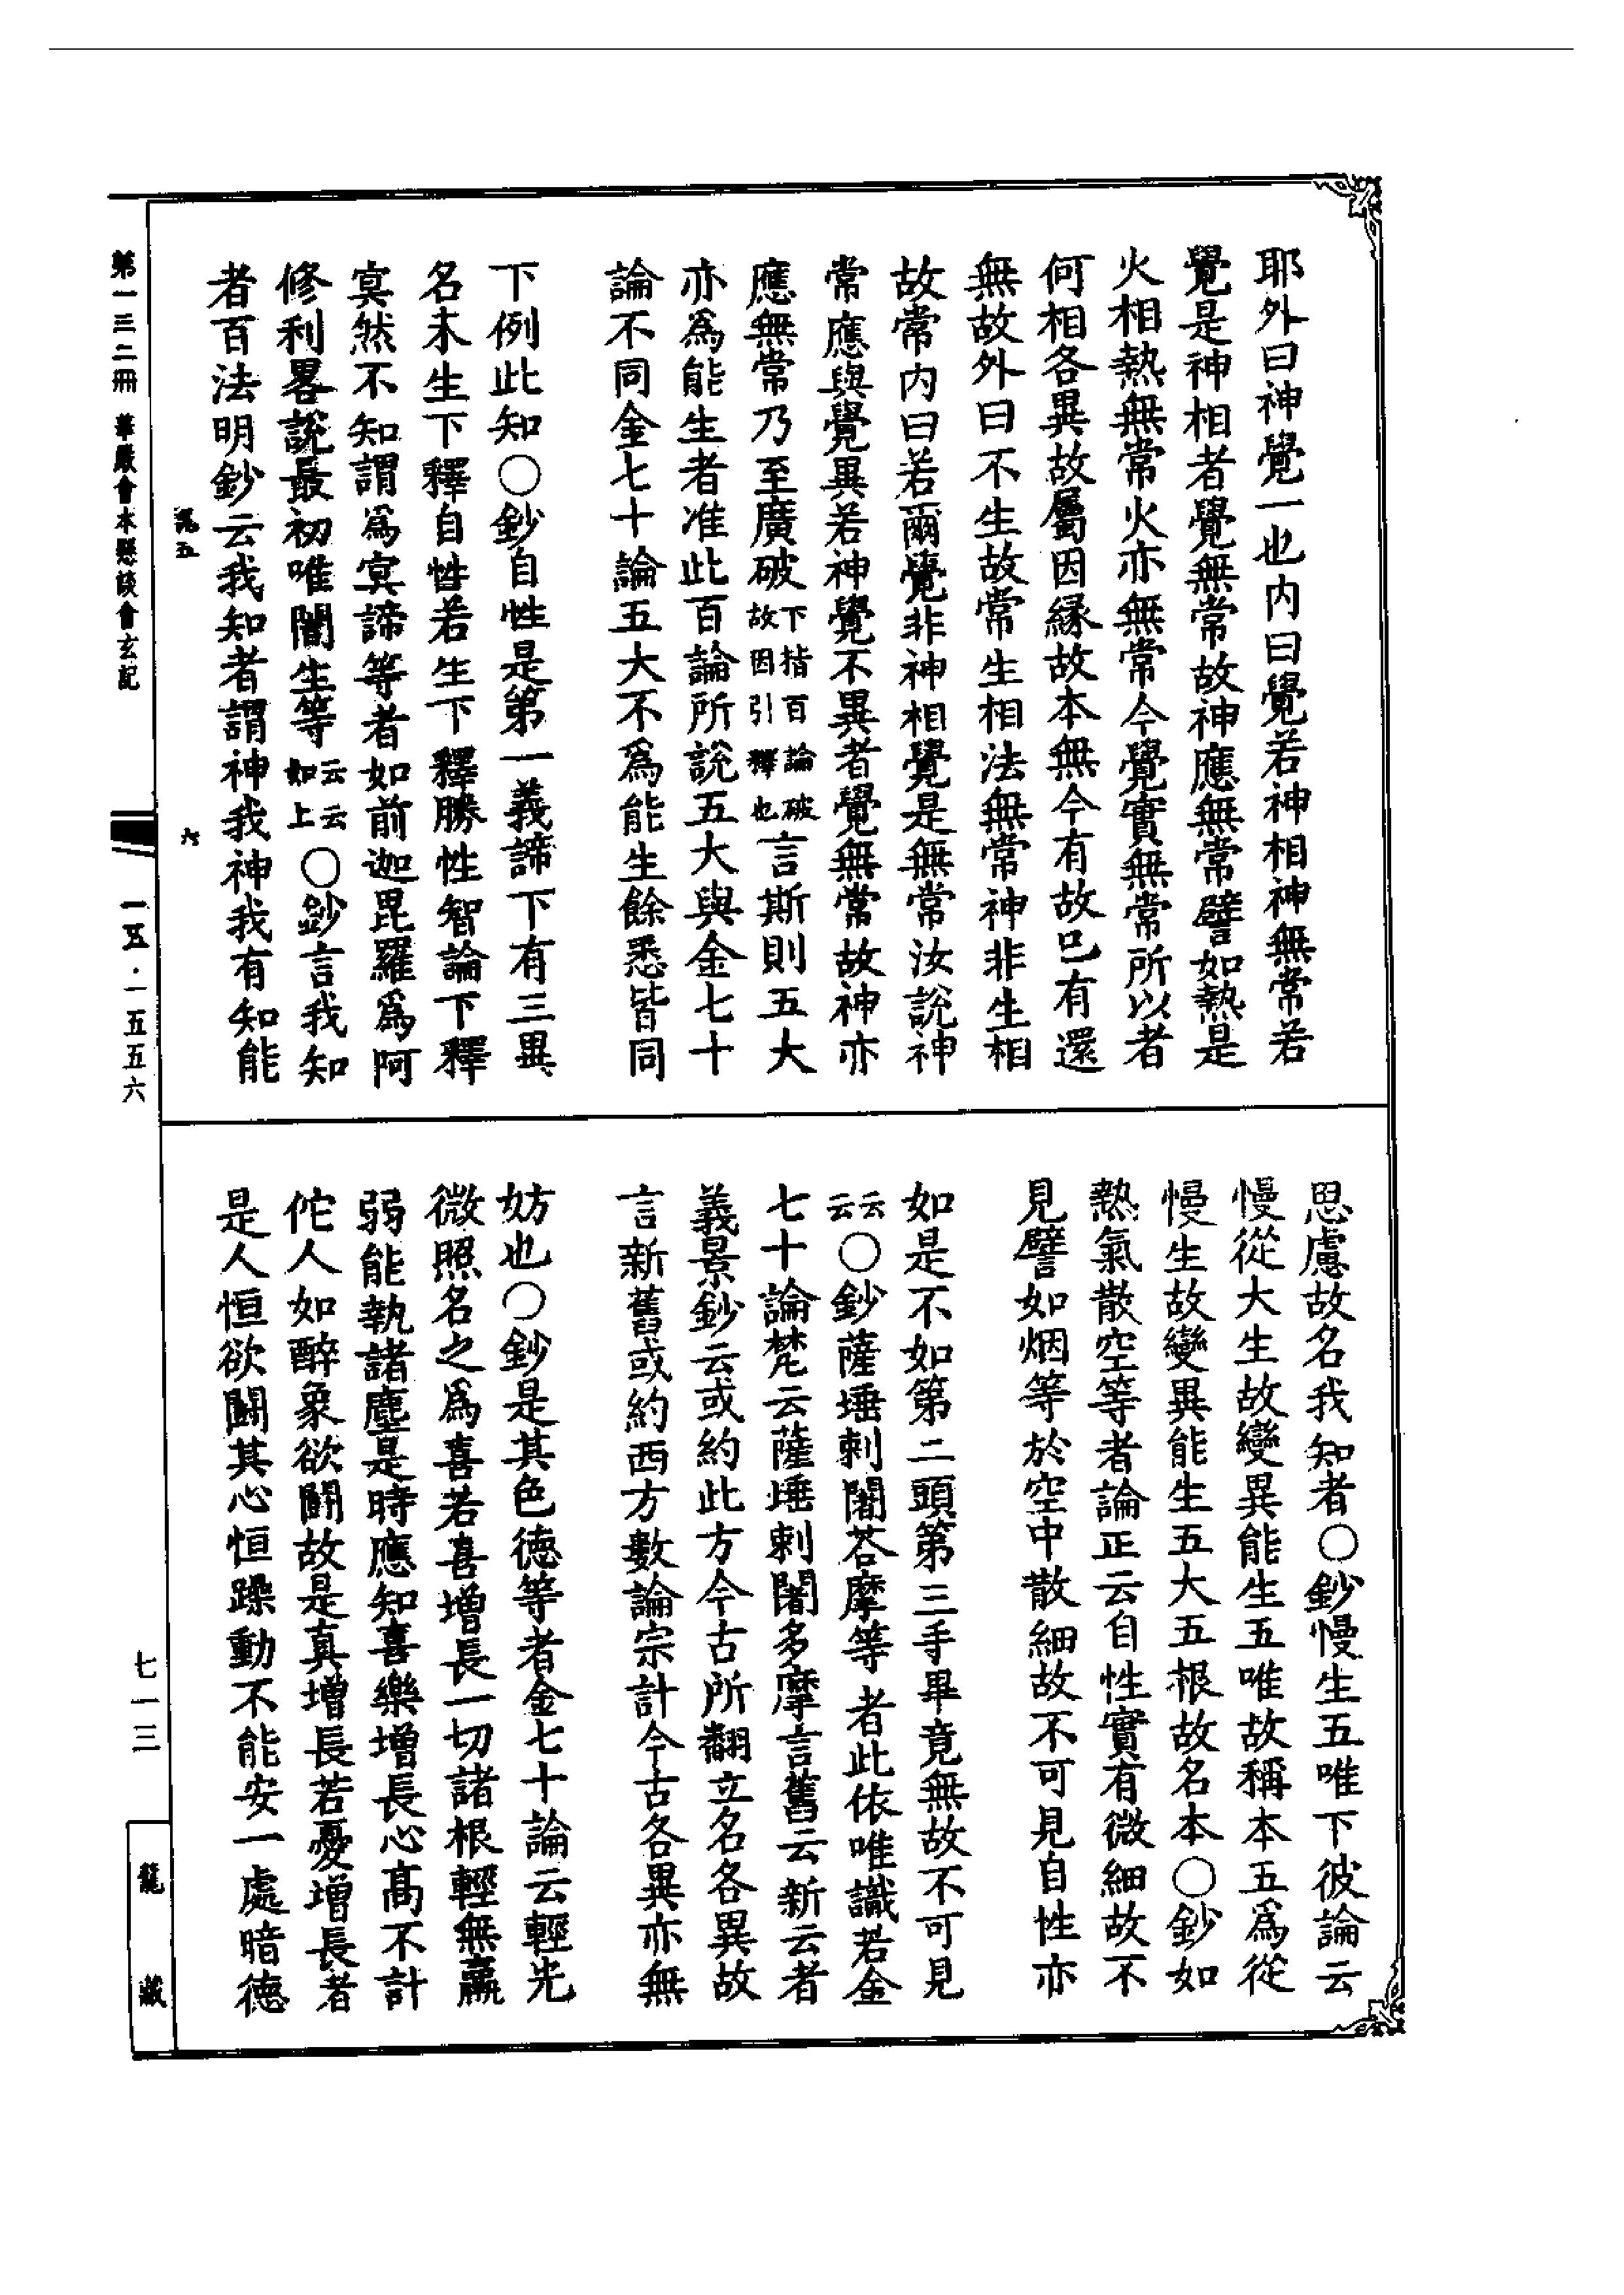 耶外曰神覺一也内曰覺若神相神無常若
覺是神相者覺無常故神應無常譬如熱是
火相熱無常火亦無常今覺實無常所以者
何相各異故屬因縁故本無今有故已有還
無故外曰不生故常生相法無常神非生相
故常内曰若爾覺非神相覺是無常汝說神
常應與覺異若神覺不異者覺無常故神亦
應無常乃至廣破下指百論破故因引釋也言斯則五大
亦為能生者准此百論所說五大與金七十
論不同金七十論五大不為能生餘悉皆同
下例此知〇鈔自性是第一義諦下有三異
名未生下釋自性若生下釋勝性智論下釋
冥然不知謂為冥諦等者如前迦毘羅為阿
修利畧説最初唯闇生等云云如上〇鈔言我知
者百法明鈔云我知者謂神我神我有知能
思慮故名我知者〇鈔慢生五唯下彼論云
慢從大生故變異能生五唯故稱本五為從
慢生故變異能生五大五根故名本〇鈔如
熱氣散空等者論正云自性實有微細故不
見譬如烟等於空中散細故不可見自性亦
如是不如第二頭第三手畢竟無故不可見
云云〇鈔薩埵剌闍荅摩等者此依唯識若金
七十論梵云薩埵剌闍多摩言舊云新云者
義景鈔云或約此方今古所翻立名各異故
言新舊或約西方數論宗計今古各異亦無
妨也〇鈔是其色徳等者金七十論云輕光
微照名之為喜若喜增長一切諸根輕無羸
弱能執諸塵是時應知喜樂增長心髙不計
佗人如醉象欲鬪故是真增長若憂增長者
是人恒欲鬪其心恒躁動不能安一處暗徳
第一三二冊 華嚴會本懸談會玄記
六
一五·一五五六
七一三
龍藏